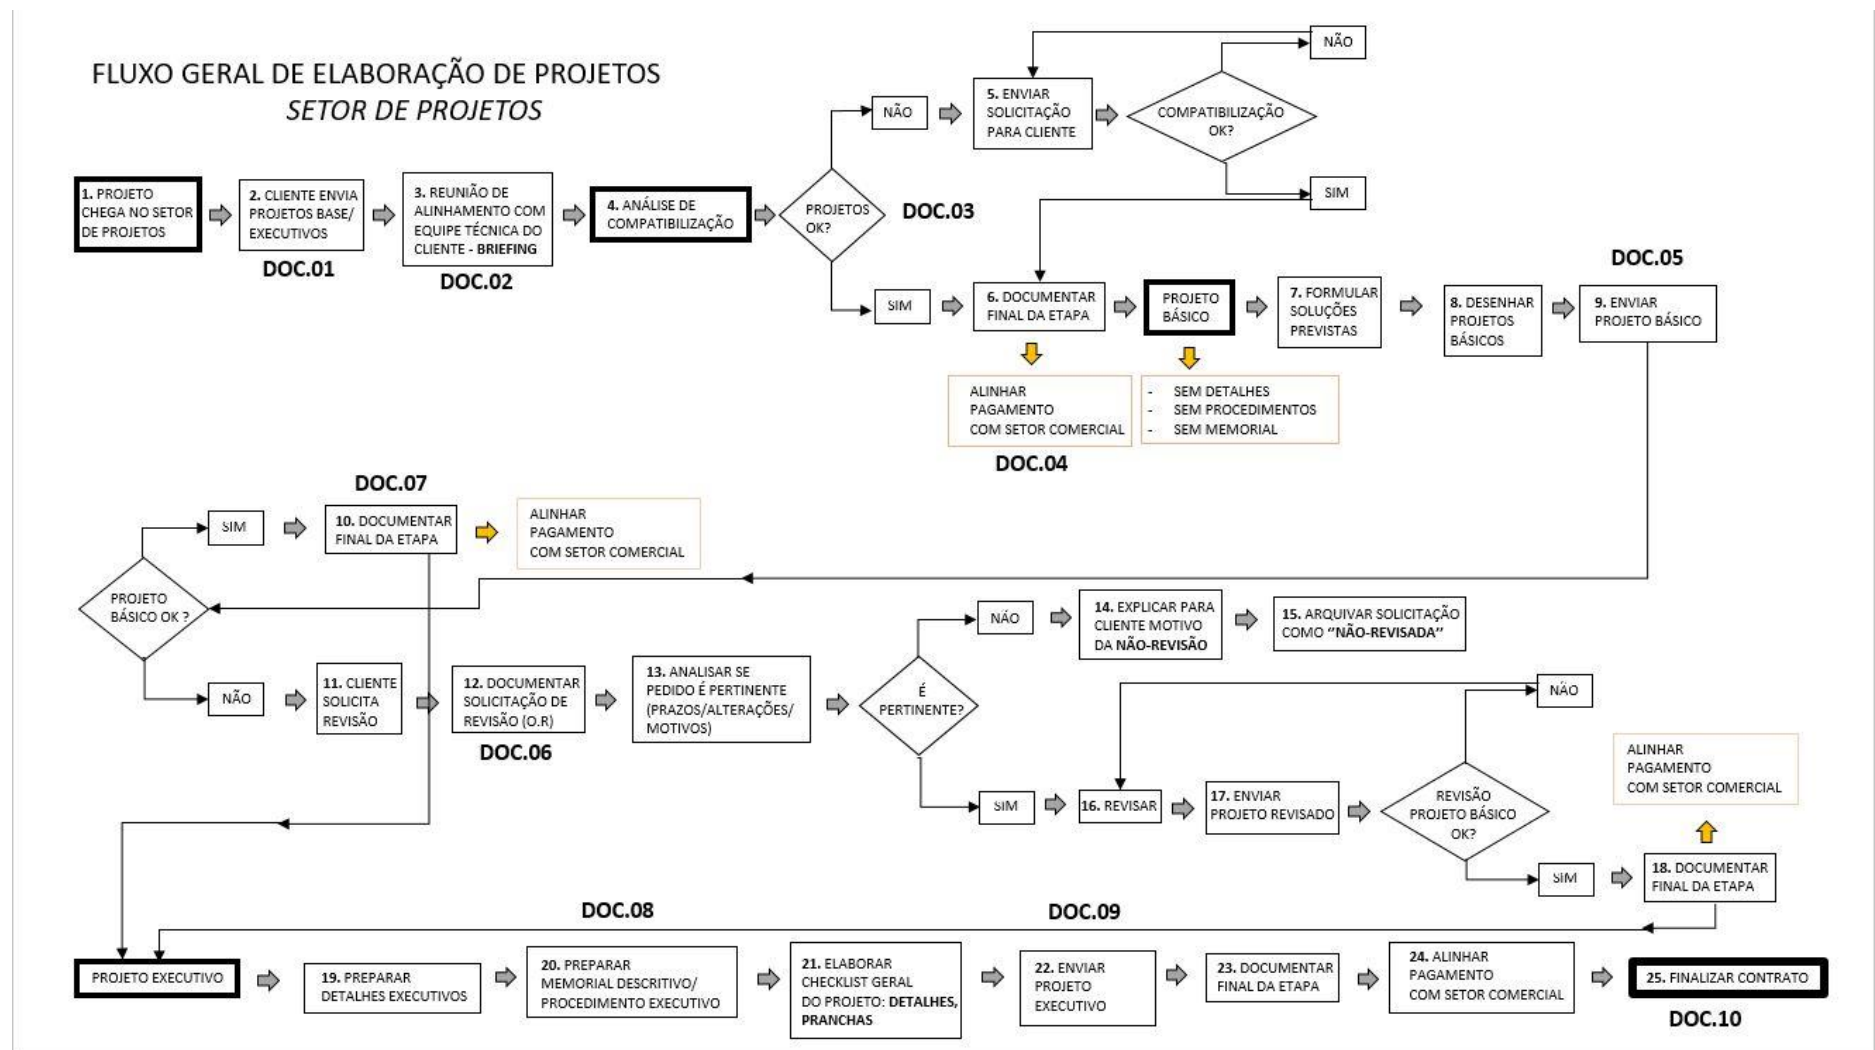 FLUXO GERAL DE ELABORAÇÃO DE PROJETOS
SETOR DE PROJETOS
1. PROJETO
CHEGA NO SETOR
DE PROJETOS
2. CLIENTE ENVIA
PROJETOS BASE/
EXECUTIVOS
DOC.01
3. REUNIÃO DE
ALINHAMENTO COM
EQUIPE TÉCNICA DO
CLIENTE - BRIEFING
DOC.02
4. ANÁLISE DE
COMPATIBILIZAÇÃO
PROJETOS
OK?
DOC.03
NÃO
5. ENVIAR
SOLICITAÇÃO
PARA CLIENTE
COMPATIBILIZAÇÃO
OK?
NÃO
SIM
SIM
6. DOCUMENTAR
FINAL DA ETAPA
ALINHAR
PAGAMENTO
COM SETOR COMERCIAL
DOC.04
PROJETO
BÁSICO
- SEM DETALHES
- SEM PROCEDIMENTOS
- SEM MEMORIAL
7. FORMULAR
SOLUÇÕES
PREVISTAS
8. DESENHAR
PROJETOS
BÁSICOS
DOC.05
9. ENVIAR
PROJETO BÁSICO
PROJETO
BÁSICO OK ?
SIM
DOC.07
10. DOCUMENTAR
FINAL DA ETAPA
ALINHAR
PAGAMENTO
COM SETOR COMERCIAL
NÃO
11. CLIENTE
SOLICITA
REVISÃO
12. DOCUMENTAR
SOLICITAÇÃO DE
REVISÃO (O.R)
DOC.06
13. ANALISAR SE
PEDIDO É PERTINENTE
(PRAZOS/ALTERAÇÕES/
MOTIVOS)
É
PERTINENTE?
NÃO
14. EXPLICAR PARA
CLIENTE MOTIVO
DA NÃO-REVISÃO
15. ARQUIVAR SOLICITAÇÃO
COMO “NÃO-REVISADA”
SIM
16. REVISAR
17. ENVIAR
PROJETO REVISADO
REVISÃO
PROJETO BÁSICO
OK?
NÃO
SIM
18. DOCUMENTAR
FINAL DA ETAPA
ALINHAR
PAGAMENTO
COM SETOR COMERCIAL
PROJETO EXECUTIVO
19. PREPARAR
DETALHES EXECUTIVOS
DOC.08
20. PREPARAR
MEMORIAL DESCRITIVO/
PROCEDIMENTO EXECUTIVO
21. ELABORAR
CHECKLIST GERAL
DO PROJETO: DETALHES,
PRANCHAS
DOC.09
22. ENVIAR
PROJETO
EXECUTIVO
23. DOCUMENTAR
FINAL DA ETAPA
24. ALINHAR
PAGAMENTO
COM SETOR COMERCIAL
25. FINALIZAR CONTRATO
DOC.10